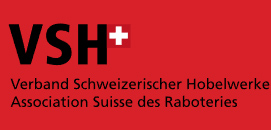 VSH
Verband Schweizerischer Hobelwerke
Association Suisse des Raboteries